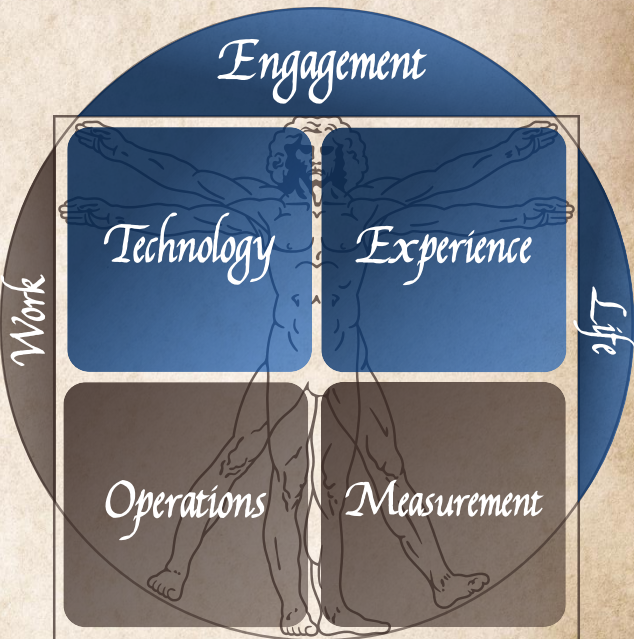 Engagement
Technology
Experience
Work
Life
Operations
Measurement